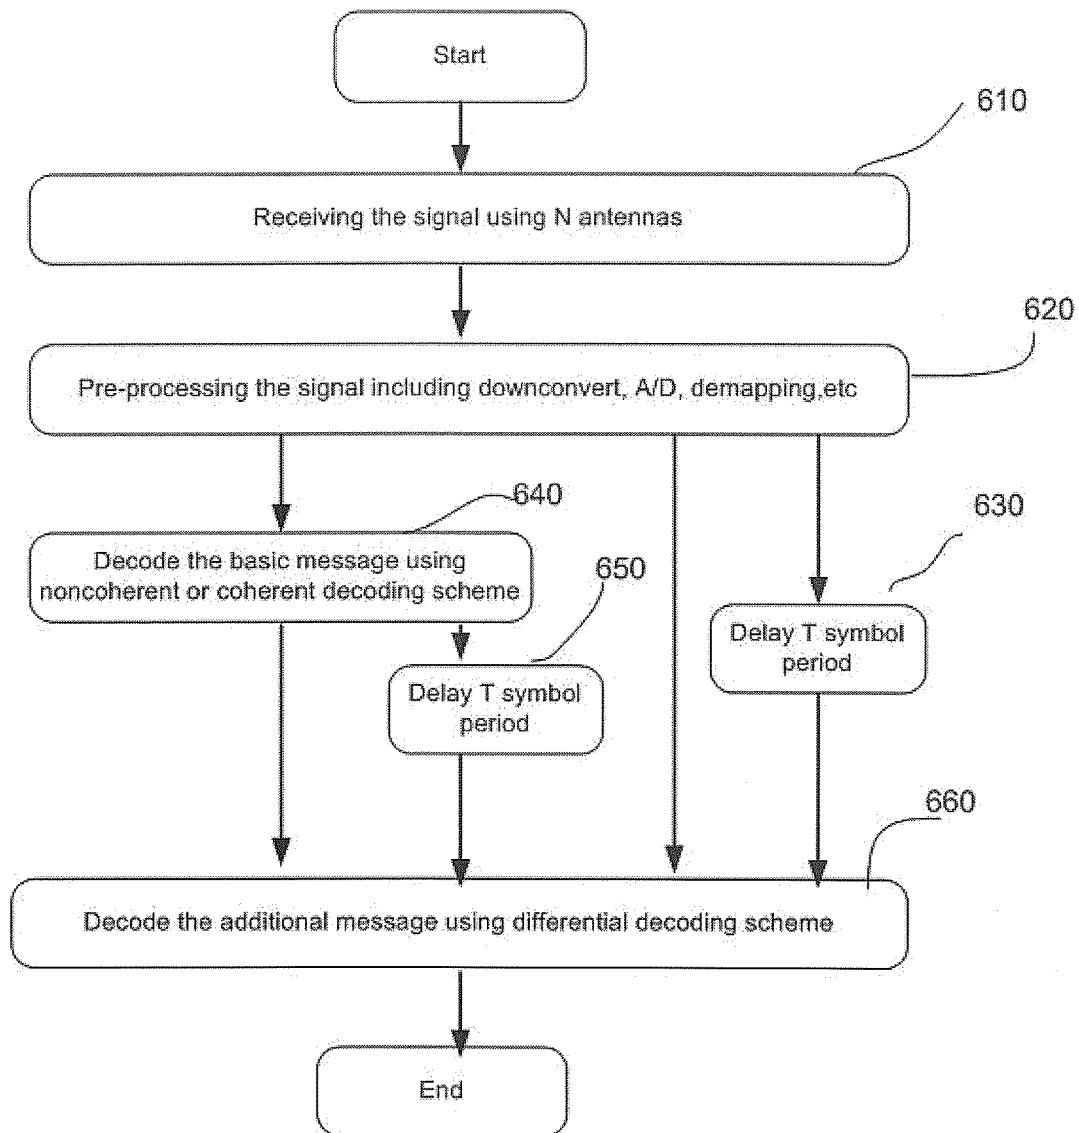 Start
610
Receiving the signal using N antennas
620
Pre-processing the signal including downconvert, A/D, demapping,etc
640
630
Decode the basic message using
noncoherent or coherent decoding scheme
650
Delay T symbol
period
Delay T symbol
period
660
Decode the additional message using differential decoding scheme
End